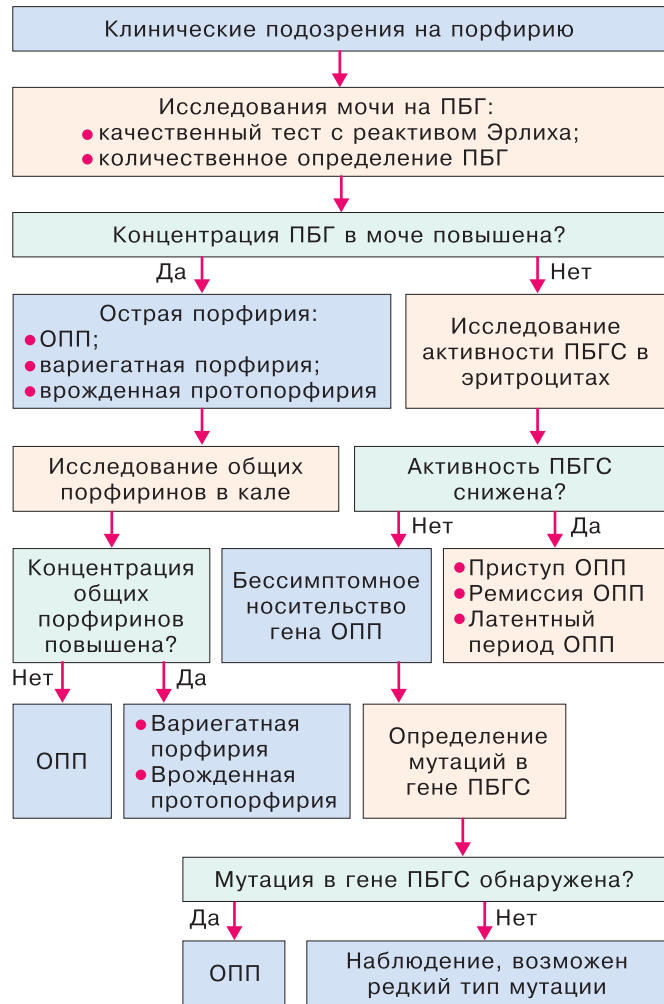 Клинические подозрения на порфирию
Исследования мочи на ПБГ:
● качественный тест с реактивом Эрлиха;
● количественное определение ПБГ
Концентрация ПБГ в моче повышена?
Да
Нет
Острая порфирия:
● ОПП;
● вариегатная порфирия;
● врожденная протопорфирия
Исследование
активности ПБГС в
эритроцитах
Исследование общих
порфиринов в кале
Активность ПБГС
снижена?
Нет
Да
Концентрация
общих
порфиринов
повышена?
Бессимптомное
носительство
гена ОПП
● Приступ ОПП
● Ремиссия ОПП
● Латентный
период ОПП
Нет
Да
ОПП
● Вариегатная
порфирия
● Врожденная
протопорфирия
Определение
мутаций в
гене ПБГС
Мутация в гене ПБГС обнаружена?
Да
Нет
ОПП
Наблюдение, возможен
редкий тип мутации